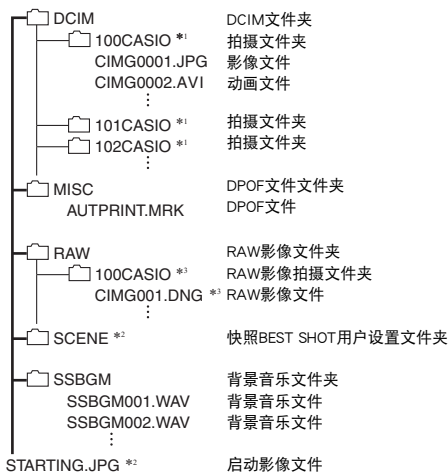 DCIM DCIM文件夹
100CASIO *1 拍摄文件夹
CIMG0001.JPG 影像文件
CIMG0002.AVI 动画文件
⋮
101CASIO *1 拍摄文件夹
102CASIO *1 拍摄文件夹
⋮
MISC DPOF文件文件夹
AUTPRINT.MRK DPOF文件
RAW RAW影像文件夹
100CASIO *3 RAW影像拍摄文件夹
CIMG001.DNG *3 RAW影像文件
⋮
SCENE *2 快照BEST SHOT用户设置文件夹
SSBGM 背景音乐文件夹
SSBGM001.WAV 背景音乐文件
SSBGM002.WAV 背景音乐文件
⋮
STARTING.JPG *2 启动影像文件